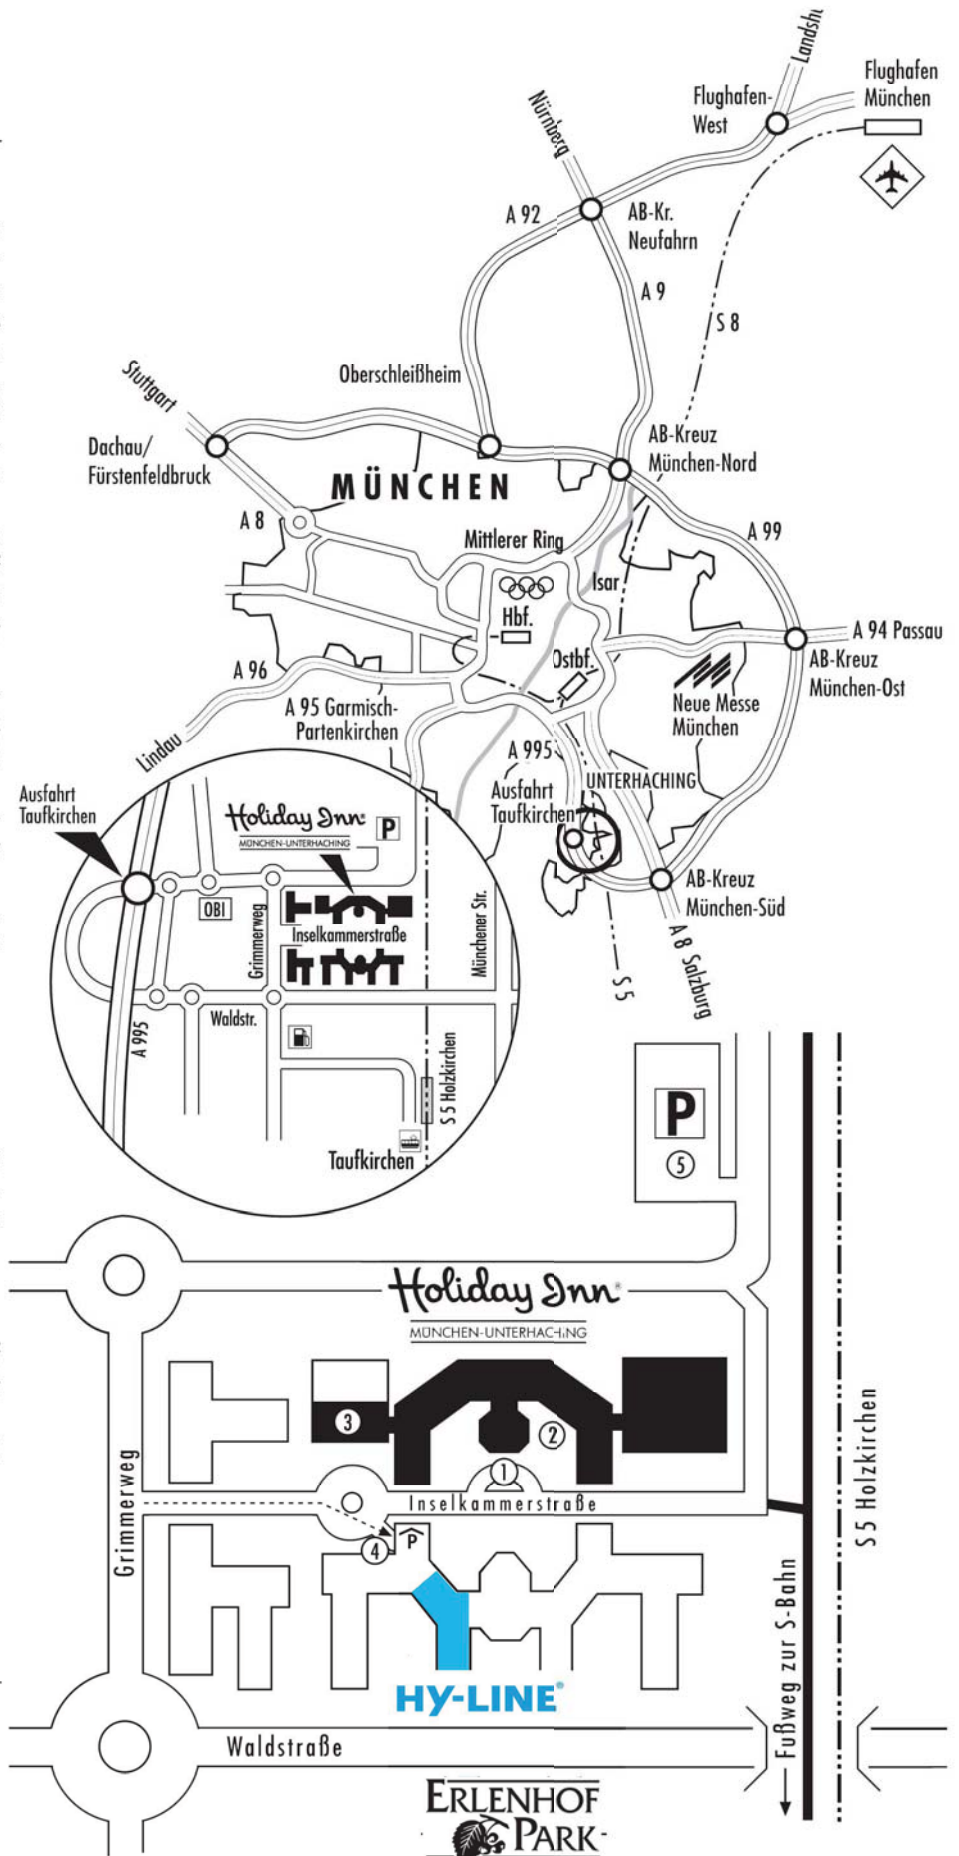 Landshu
Flughafen
München
Flughafen-
West
Nürnberg
A 92
AB-Kr.
Neufahrn
A 9
S 8
Oberschleißheim
Stuttgart
Dachau/
Fürstenfeldbruck
AB-Kreuz
München-Nord
MÜNCHEN
A 8
Mittlerer Ring
A 99
Isar
Hbf.
A 94 Passau
Ostbf.
AB-Kreuz
München-Ost
A 96
Neue Messe
München
A 95 Garmisch-
Partenkirchen
Lindau
A 995
UNTERHACHING
Ausfahrt
Taufkirchen
Ausfahrt
Taufkirchen
Holiday Inn
MÜNCHEN-UNTERHACHING
P
AB-Kreuz
München-Süd
OBI
Grimmerweg
Inselkammerstraße
Münchener Str.
A 8 Salzburg
S 5
Waldstr.
A 995
S 5 Holzkirchen
Taufkirchen
P
5
Holiday Inn
MÜNCHEN-UNTERHACHING
3
2
1
Inselkammerstraße
Grimmerweg
S 5 Holzkirchen
4
P
Fußweg zur S-Bahn
HY-LINE®
Waldstraße
ERLENHOF
PARK